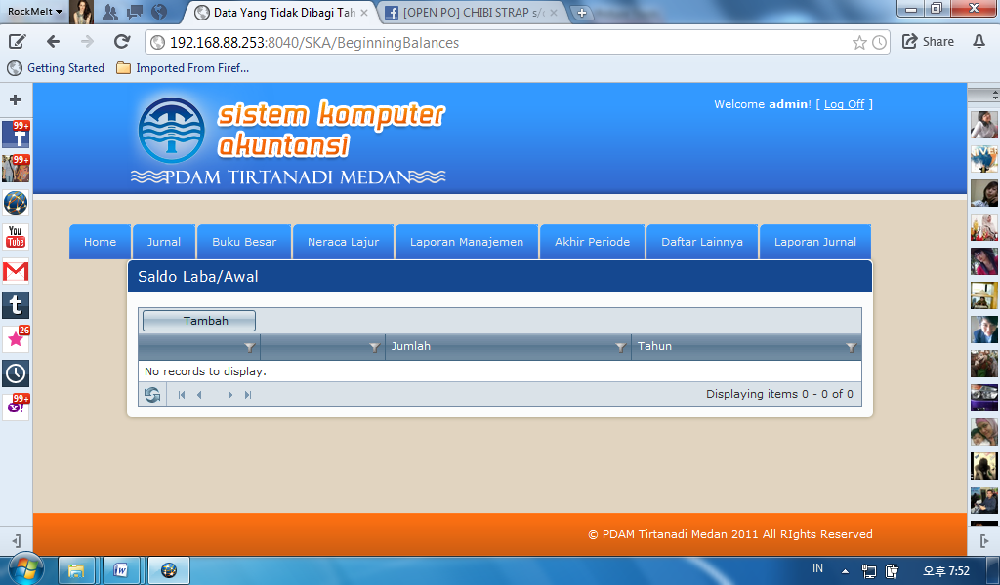 RockMelt
Data Yang Tidak Dibagi Tah
[OPEN PO] CHIBI STRAP s/
192.168.88.253:8040/SKA/BeginningBalances
Share
Getting Started
Imported From Firef...
Welcome admin! [ Log Off ]
sistem komputer
akuntansi
PDAM TIRTANADI MEDAN
99+
99+
You
Tube
t
26
99+
Y!
Home
Jurnal
Buku Besar
Neraca Lajur
Laporan Manajemen
Akhir Periode
Daftar Lainnya
Laporan Jurnal
Saldo Laba/Awal
Tambah
Jumlah
Tahun
No records to display.
Displaying items 0 - 0 of 0
© PDAM Tirtanadi Medan 2011 All RIghts Reserved
IN
오후 7:52